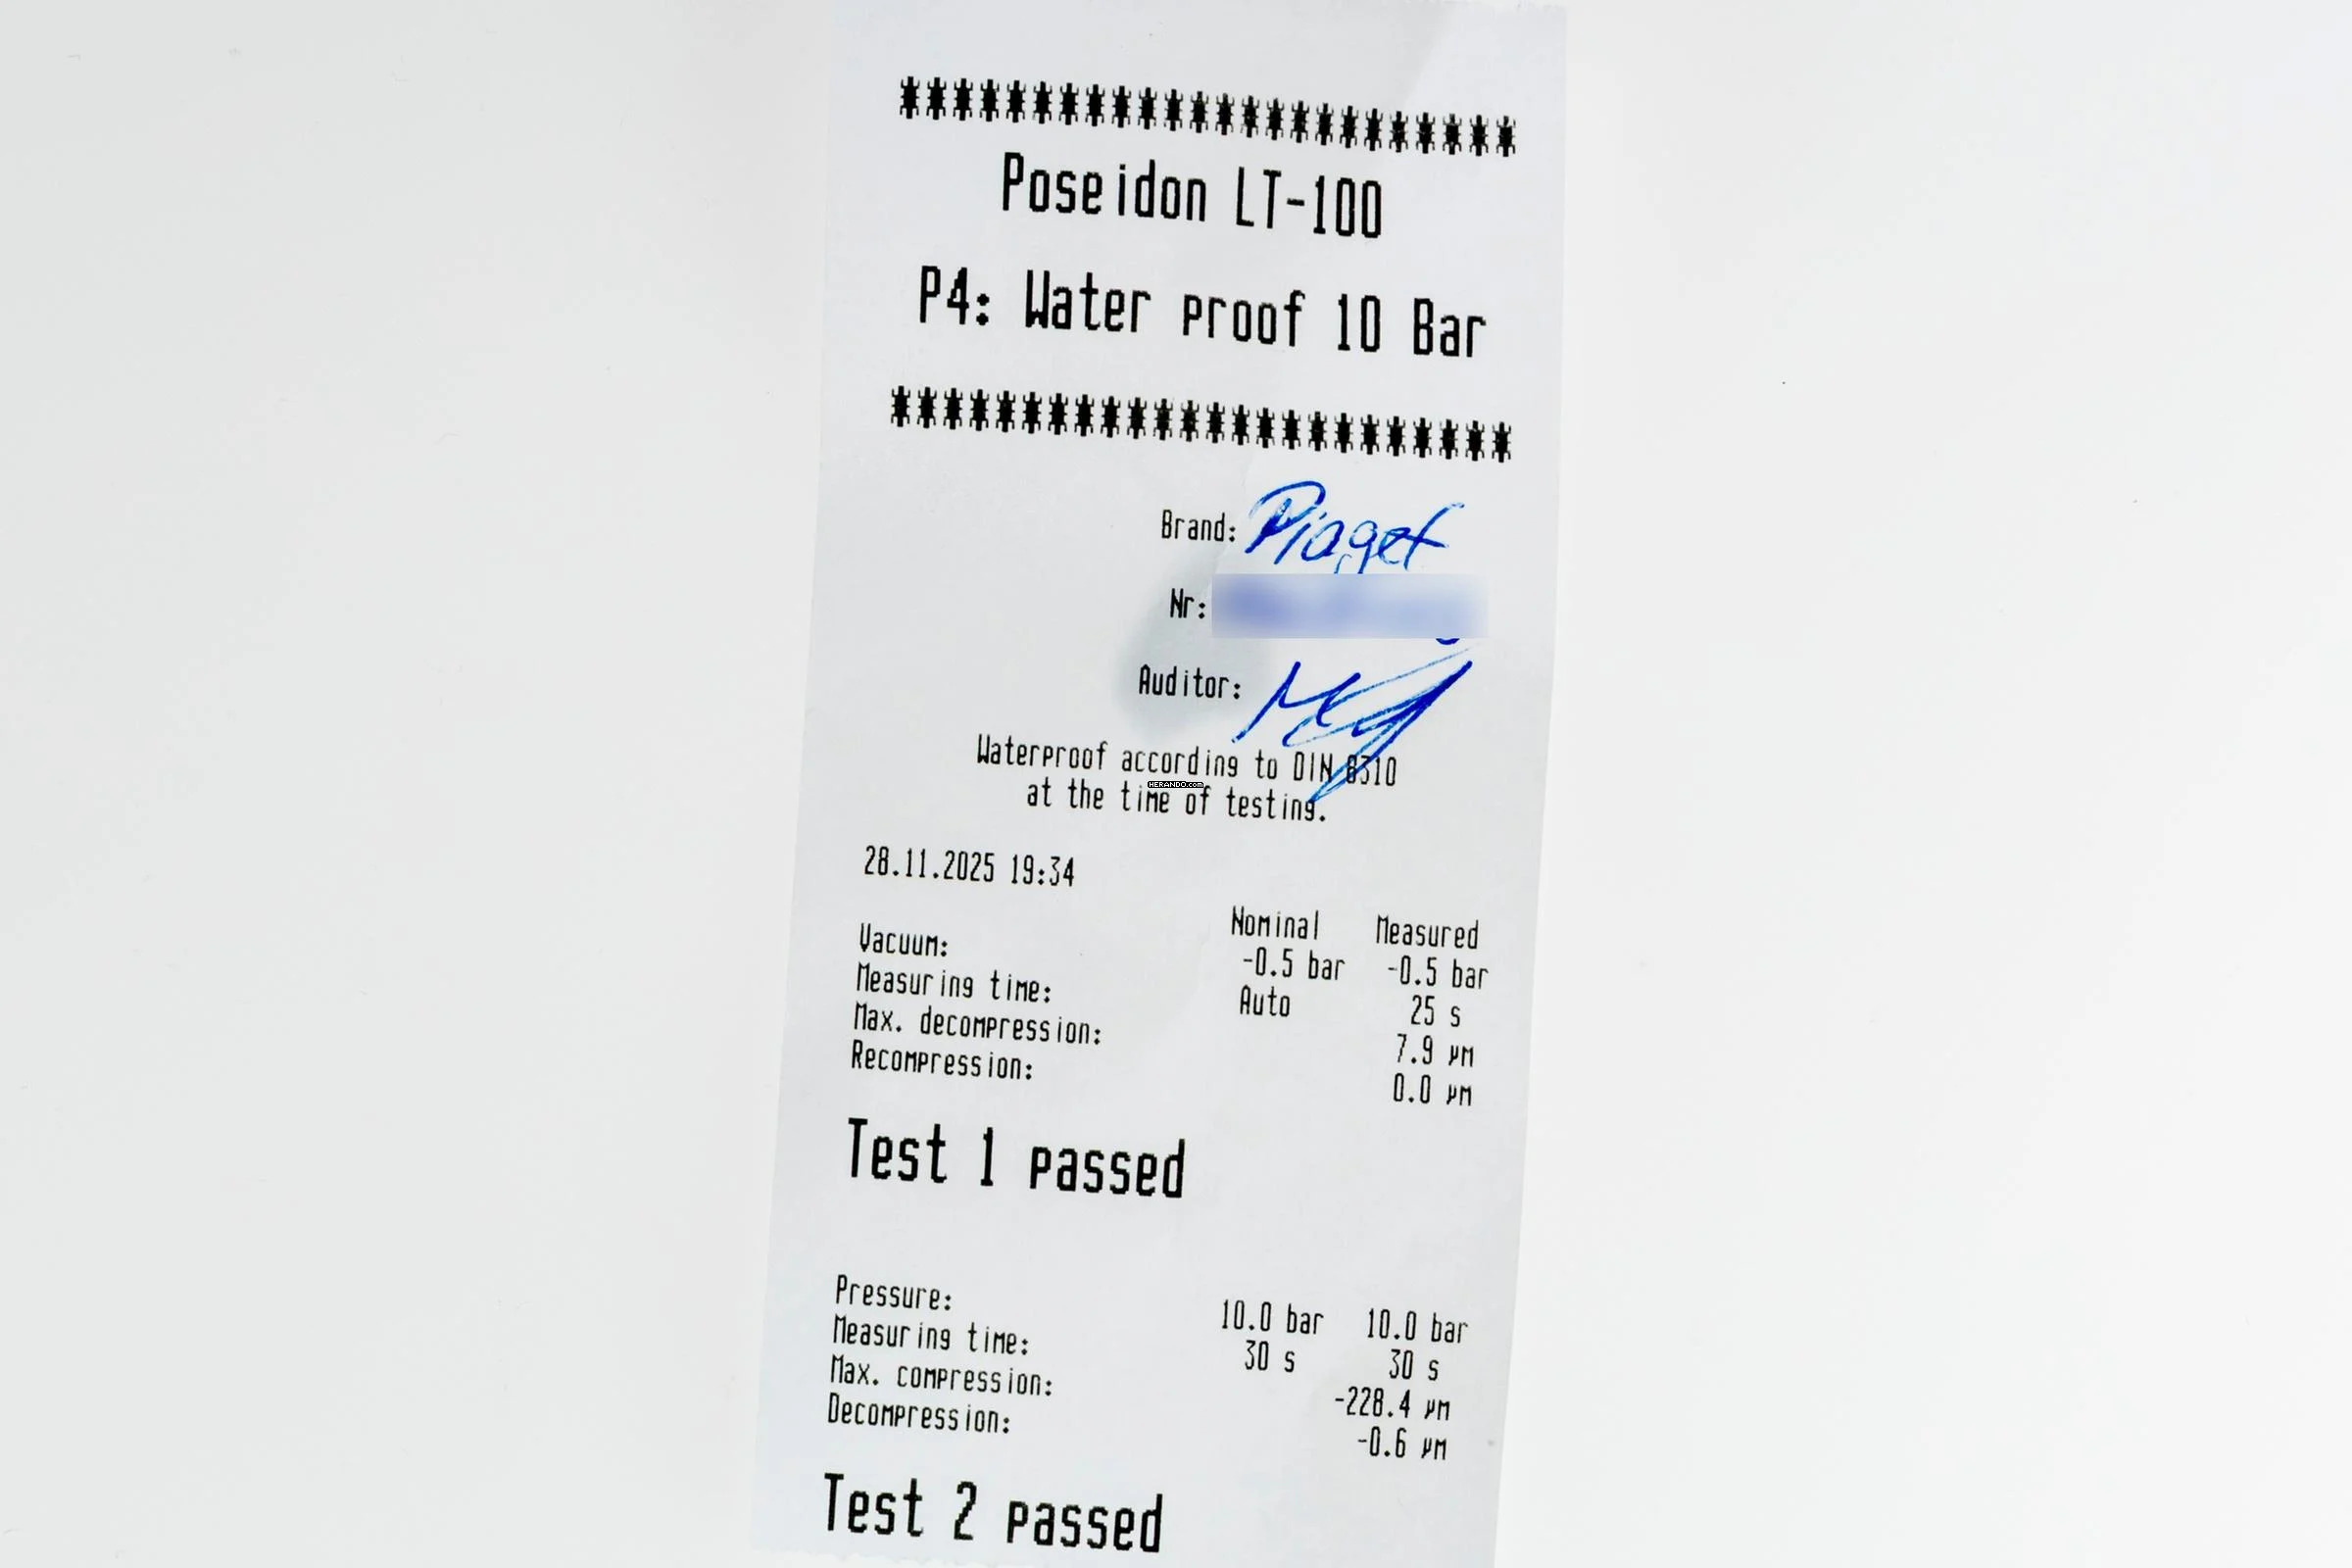 ************************
Poseidon LT-100
P4: Water proof 10 Bar
************************
Brand: Piaget
Nr:
Auditor:
Waterproof according to DIN 8310
HERANDO.com
at the time of testing.
28.11.2025 19:34
Nominal Measured
Vacuum: -0.5 bar -0.5 bar
Measuring time: Auto 25 s
Max. decompression: 7.9 µm
Recompression: 0.0 µm
Test 1 passed
Pressure: 10.0 bar 10.0 bar
Measuring time: 30 s 30 s
Max. compression: -228.4 µm
Decompression: -0.6 µm
Test 2 passed